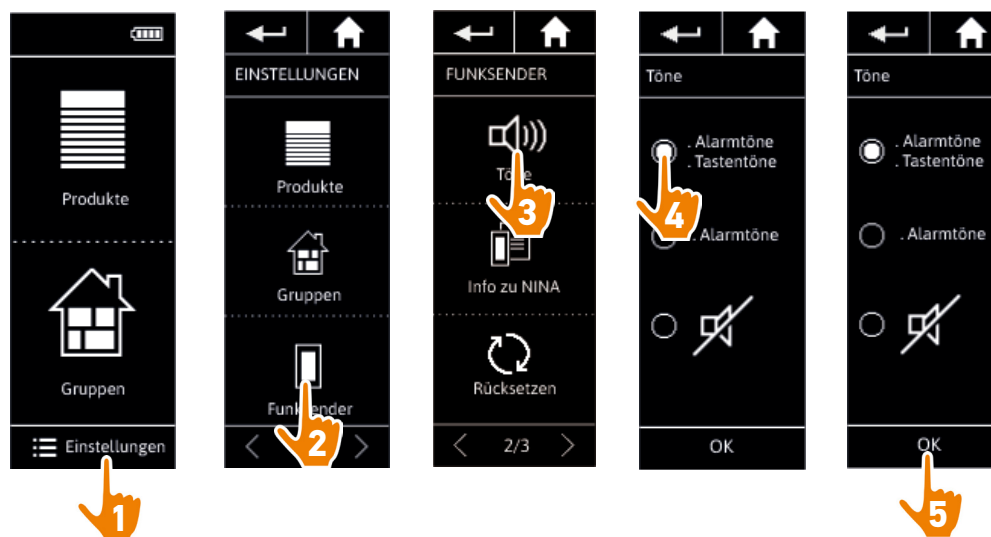 Produkte
Gruppen
Einstellungen
1
EINSTELLUNGEN
Produkte
Gruppen
Funksender
< >
2
FUNKSENDER
Töne
3
Info zu NINA
Rücksetzen
< 2/3 >
Töne
. Alarmtöne
. Tastentöne
4
. Alarmtöne
OK
Töne
. Alarmtöne
. Tastentöne
. Alarmtöne
OK
5